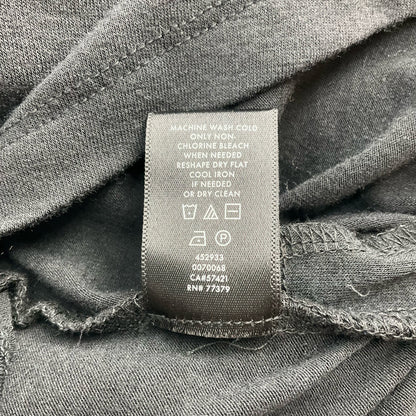 MACHINE WASH COLD
ONLY NON-
CHLORINE BLEACH
WHEN NEEDED
RESHAPE DRY FLAT
COOL IRON
IF NEEDED
OR DRY CLEAN
P
452933
0070068
CA#57421
RN# 77379